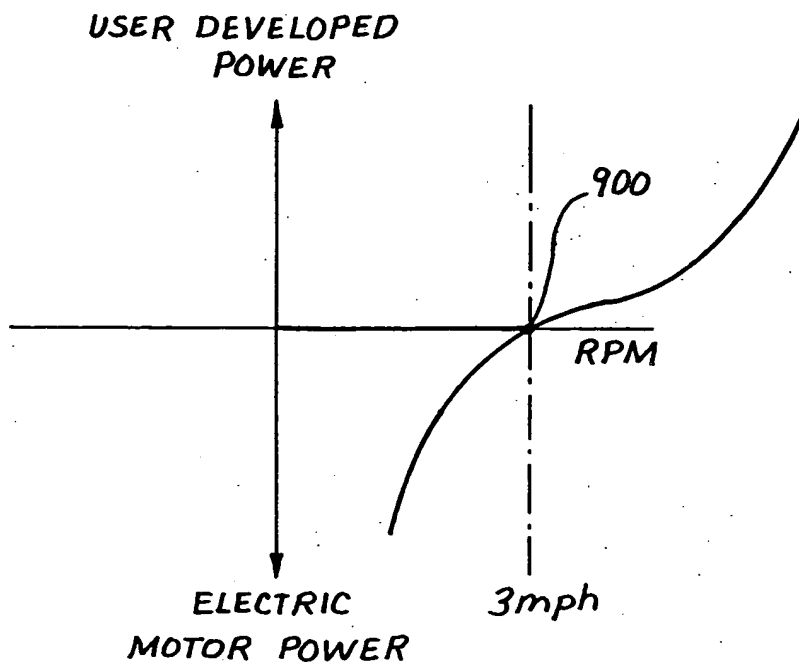 USER DEVELOPED
POWER
900
RPM
ELECTRIC
MOTOR POWER
3mph